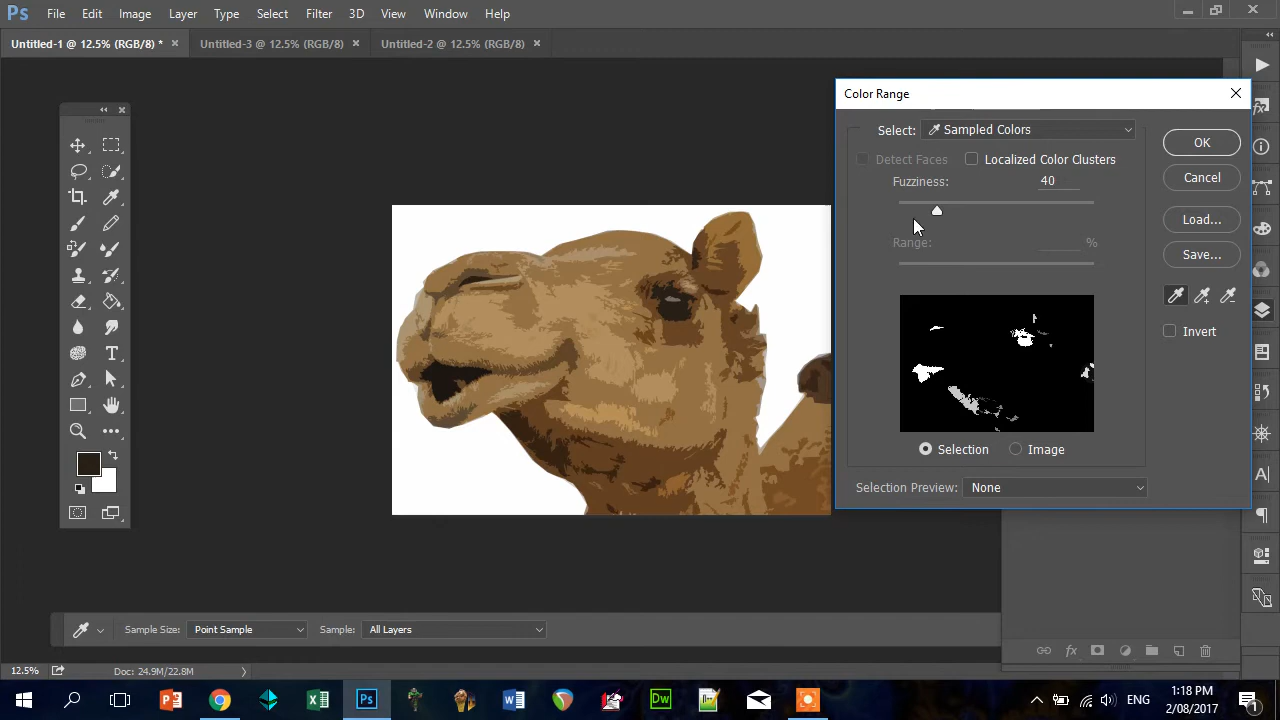 Ps File Edit Image Layer Type Select Filter 3D View Window Help
Untitled-1 @ 12.5% (RGB/8) * × Untitled-3 @ 12.5% (RGB/8) × Untitled-2 @ 12.5% (RGB/8) ×
Color Range
Select: Sampled Colors
OK
Detect Faces Localized Color Clusters
Fuzziness: 40
Cancel
Load...
Range: %
Save...
Invert
Selection Image
Selection Preview: None
Sample Size: Point Sample Sample: All Layers
12.5% Doc: 24.9M/22.8M
ENG
1:18 PM
2/08/2017